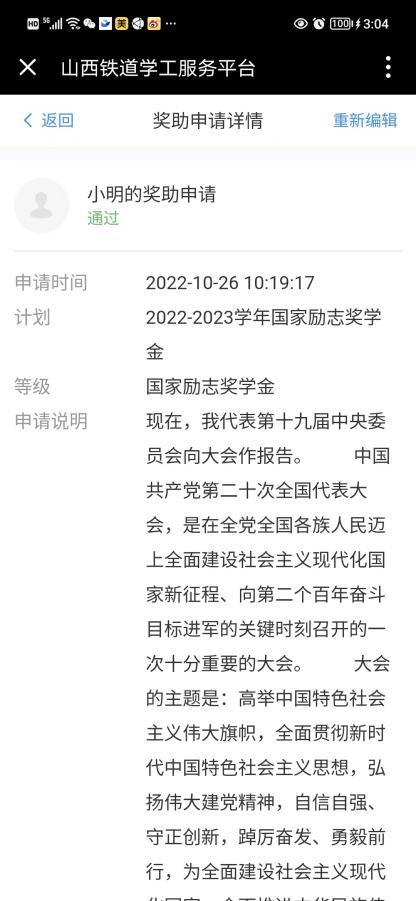 HD 5G 100 3:04
山西铁道学工服务平台
返回 奖助申请详情 重新编辑
小明的奖助申请
通过
申请时间 2022-10-26 10:19:17
计划 2022-2023学年国家励志奖学
金
等级 国家励志奖学金
申请说明 现在，我代表第十九届中央委
员会向大会作报告。 中国
共产党第二十次全国代表大
会，是在全党全国各族人民迈
上全面建设社会主义现代化国
家新征程、向第二个百年奋斗
目标进军的关键时刻召开的一
次十分重要的大会。 大会
的主题是：高举中国特色社会
主义伟大旗帜，全面贯彻新时
代中国特色社会主义思想，弘
扬伟大建党精神，自信自强、
守正创新，踔厉奋发、勇毅前
行，为全面建设社会主义现代